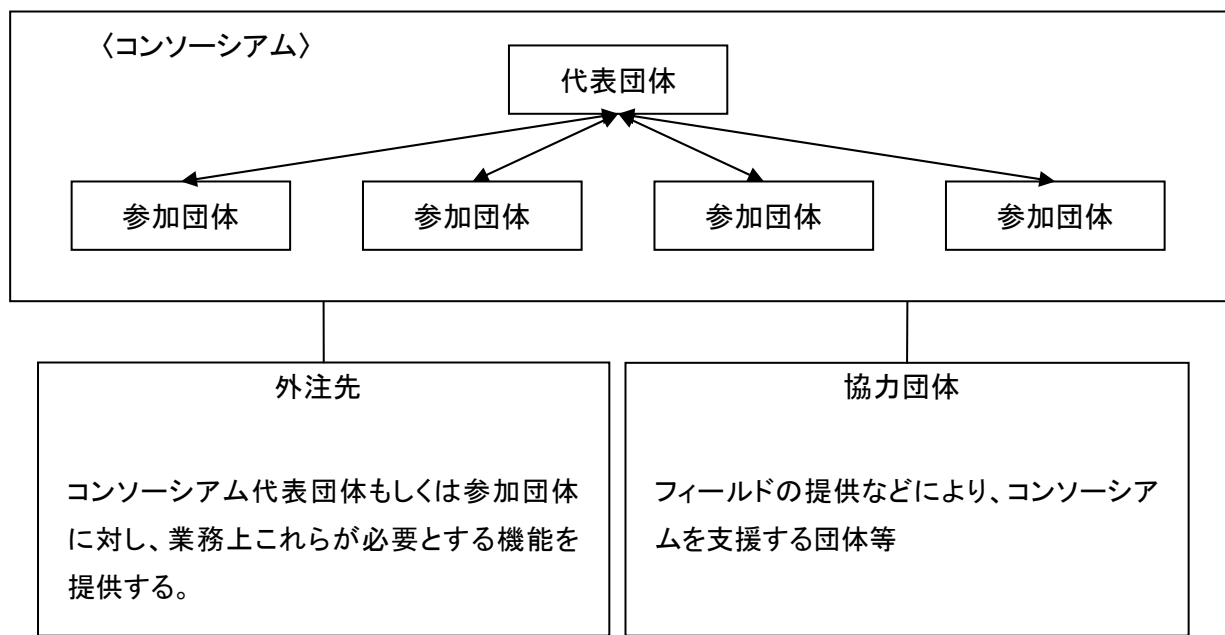 〈コンソーシアム〉
代表団体
参加団体
参加団体
参加団体
参加団体
外注先
コンソーシアム代表団体もしくは参加団体
に対し、業務上これらが必要とする機能を
提供する。
協力団体
フィールドの提供などにより、コンソーシア
ムを支援する団体等